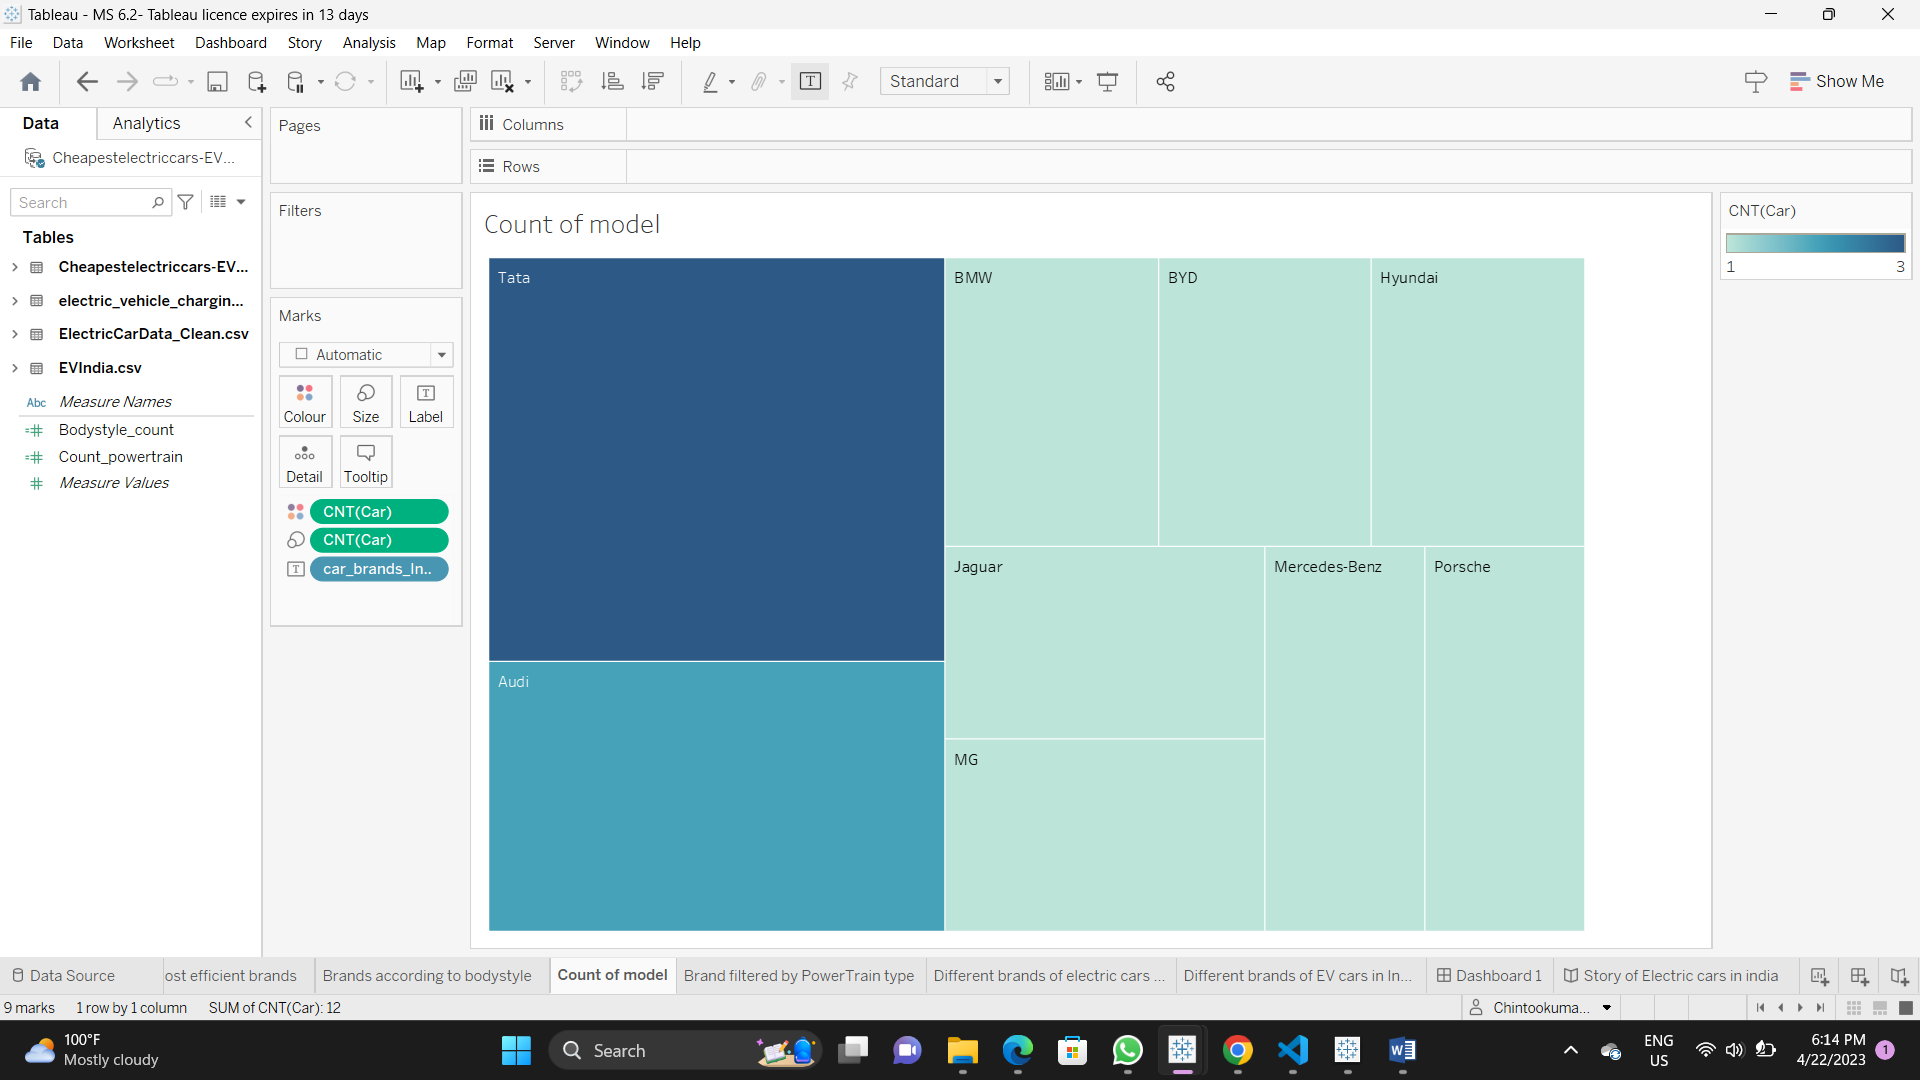 Tableau - MS 6.2- Tableau licence expires in 13 days
File Data Worksheet Dashboard Story Analysis Map Format Server Window Help
Standard
Show Me
Data Analytics
Cheapestelectriccars-EV...
Search
Tables
Cheapestelectriccars-EV...
electric_vehicle_chargin...
ElectricCarData_Clean.csv
EVIndia.csv
Abc Measure Names
Bodystyle_count
Count_powertrain
Measure Values
Pages
Filters
Marks
Automatic
Colour Size Label
Detail Tooltip
CNT(Car)
CNT(Car)
car_brands_In..
Columns
Rows
Count of model
Tata
BMW
BYD
Hyundai
Jaguar
Mercedes-Benz
Porsche
Audi
MG
CNT(Car)
1 3
Data Source ost efficient brands Brands according to bodystyle Count of model Brand filtered by PowerTrain type Different brands of electric cars ... Different brands of EV cars in In... Dashboard 1 Story of Electric cars in india
9 marks 1 row by 1 column SUM of CNT(Car): 12 Chintookuma...
100°F
Mostly cloudy
Search
ENG
US
6:14 PM
4/22/2023
1